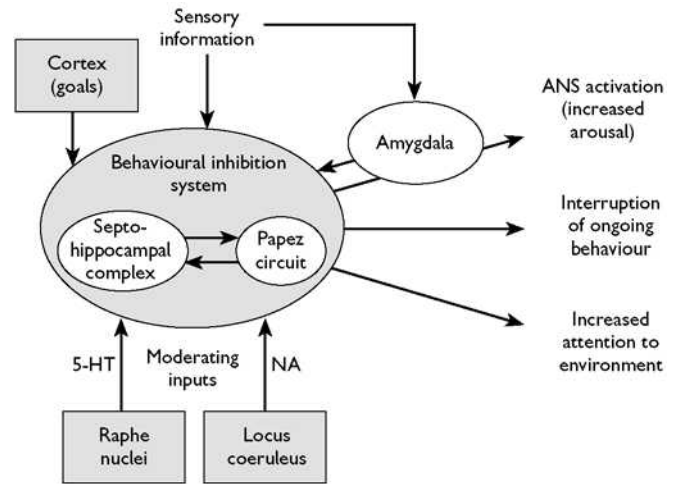 Sensory
information
Cortex
(goals)
ANS activation
(increased
arousal)
Amygdala
Behavioural inhibition
system
Septo-
hippocampal
complex
Papez
circuit
Interruption
of ongoing
behaviour
Increased
attention to
environment
5-HT
Moderating
inputs
NA
Raphe
nuclei
Locus
coeruleus